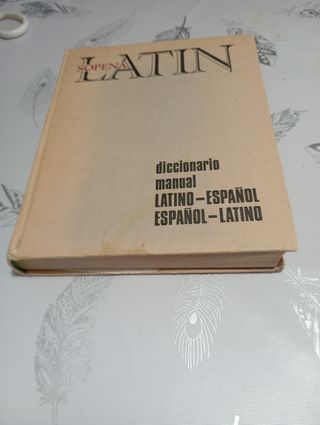 LATIN
SOPENA
diccionario
manual
LATINO-ESPAÑOL
ESPAÑOL-LATINO